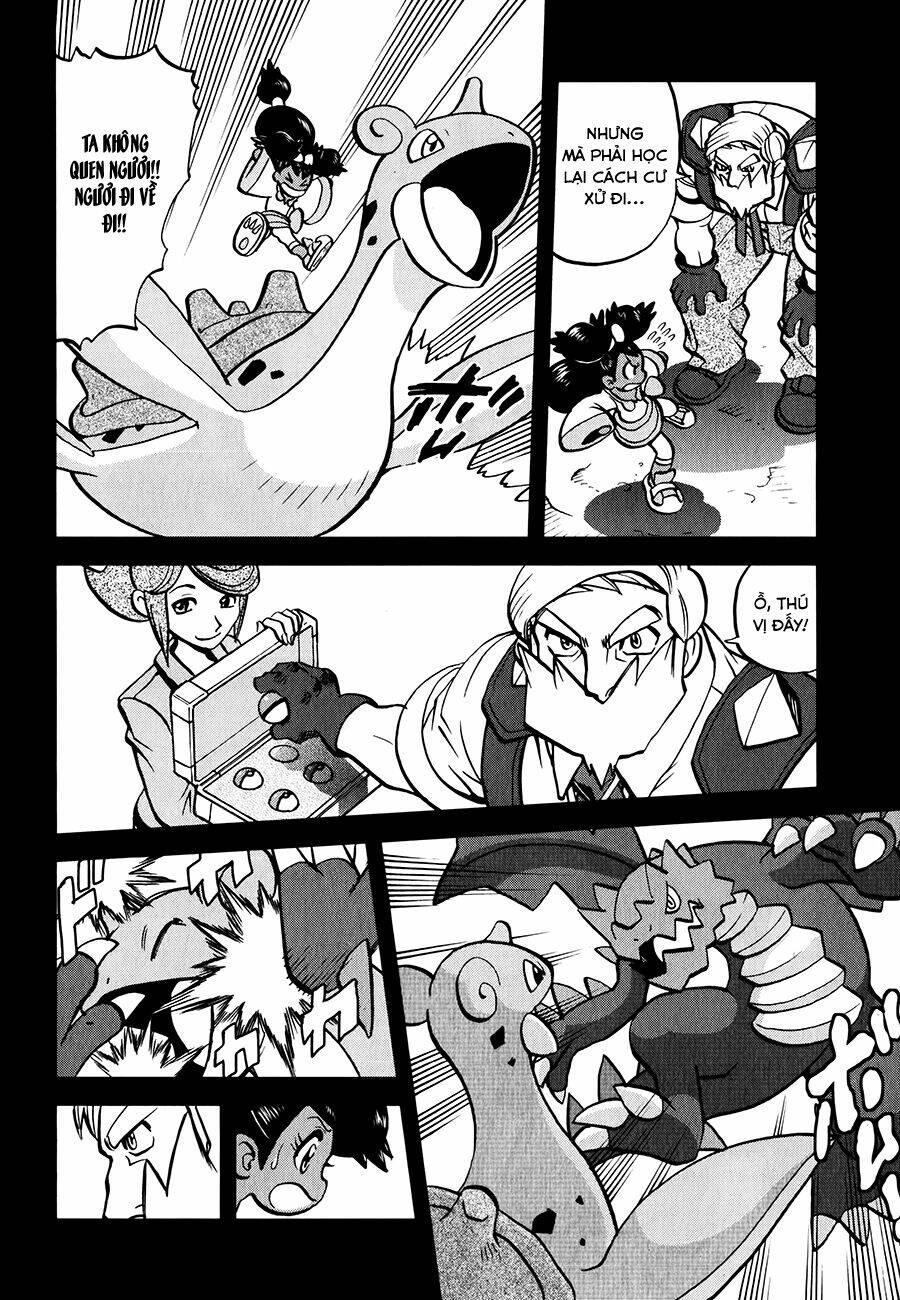 NHƯNG
MÀ PHẢI HỌC
LẠI CÁCH CƯ
XỬ ĐI...
TA KHÔNG
QUEN NGƯƠI!!
NGƯƠI ĐI VỀ
ĐI!!
Ồ, THÚ
VỊ ĐẤY!